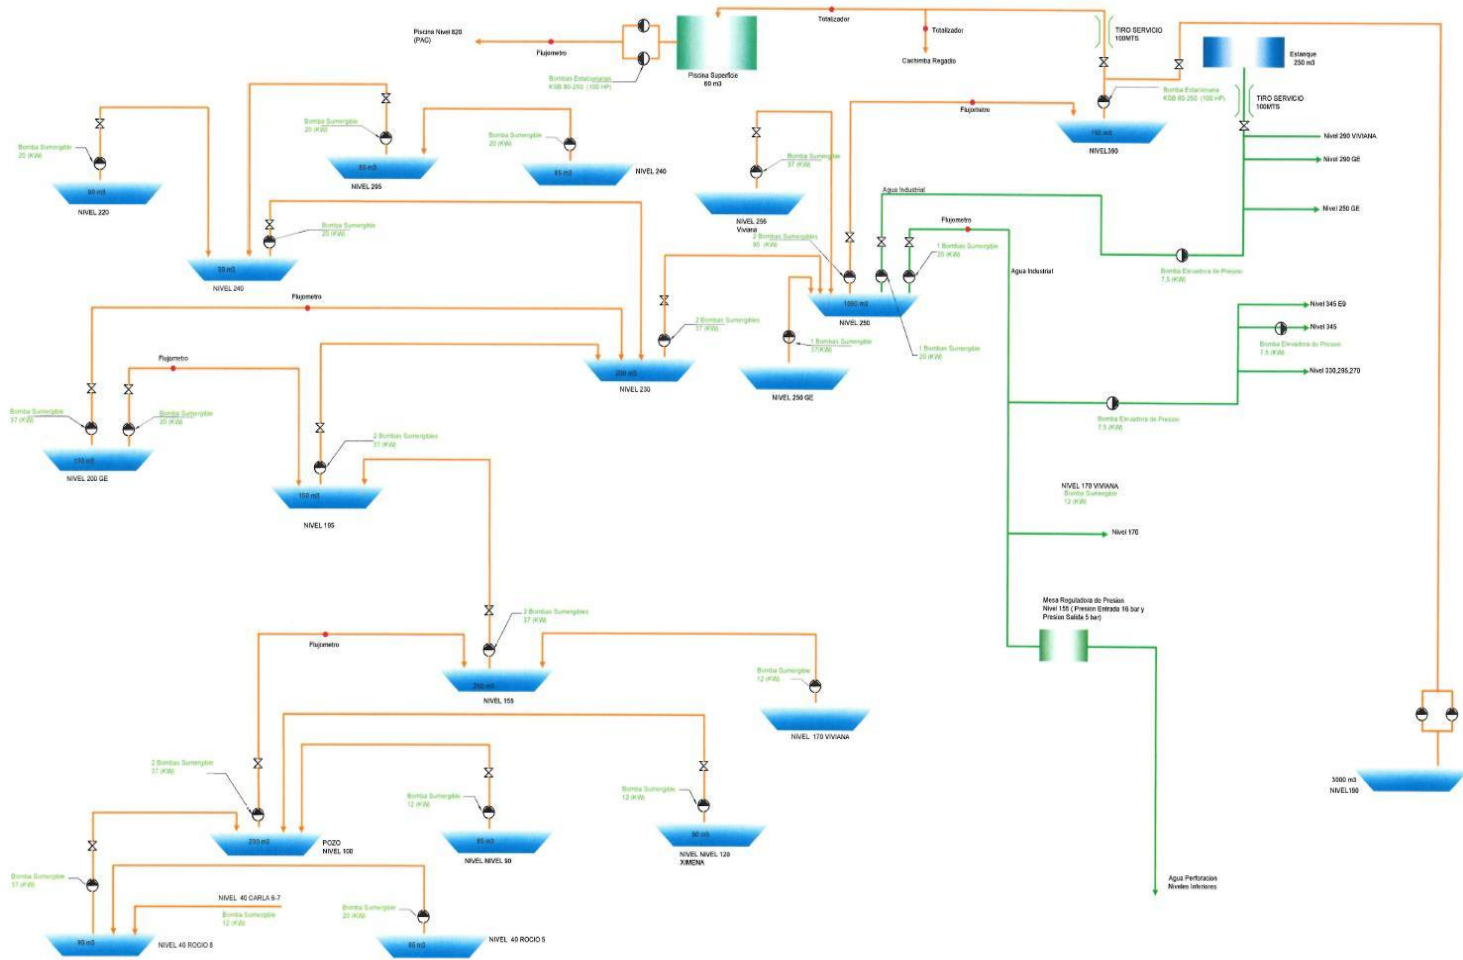 Totalizador
Piscina Nivel 820
(PAC)
Flujometro
Totalizador
TIRO SERVICIO
100MTS
Cachimba Regadio
Piscina Superficie
60 m3
Bombas Estacionarias
KSB 80-250 (100 HP)
Estanque
250 m3
Bomba Estacionaria
KSB 80-250 (100 HP)
TIRO SERVICIO
100MTS
Flujometro
NIVEL390
Nivel 290 VIVIANA
Nivel 290 GE
Nivel 250 GE
Bomba Sumergible
20 (KW)
Bomba Sumergible
20 (KW)
Bomba Sumergible
20 (KW)
Bomba Sumergible
37 (KW)
NIVEL 295
NIVEL 240
NIVEL 220
Agua Industrial
Viviana
Bomba Sumergible
20 (KW)
2 Bombas Sumergibles
Flujometro
1 Bombas Sumergible
20 (KW)
Agua Industrial
Bomba Elevadora de Presion
7.5 (KW)
NIVEL 240
NIVEL 250
Flujometro
2 Bombas Sumergibles
37 (KW)
1 Bombas Sumergible
37(KW)
1 Bombas Sumergible
20 (KW)
Nivel 345 E9
Nivel 345
Bomba Elevadora de Presion
7.5 (KW)
Nivel 330,295,270
Flujometro
200 m3
NIVEL 230
NIVEL 250 GE
Bomba Sumergible
37 (KW)
Bomba Sumergible
20 (KW)
Bomba Elevadora de Presion
7.5 (KW)
2 Bombas Sumergibles
37 (KW)
NIVEL 200 GE
150 m3
NIVEL 195
NIVEL 170 VIVIANA
Bomba Sumergible
12 (KW)
Nivel 170
Mesa Reguladora de Presion
Nivel 155 ( Presion Entrada 16 bar y
Presion Salida 5 bar)
2 Bombas Sumergibles
37 (KW)
Flujometro
Bomba Sumergible
12 (KW)
NIVEL 155
NIVEL 170 VIVIANA
2 Bombas Sumergible
37 (KW)
Bomba Sumergible
12 (KW)
Bomba Sumergible
12 (KW)
3000 m3
NIVEL190
POZO
NIVEL 100
NIVEL NIVEL 90
NIVEL NIVEL 120
XIMENA
Bomba Sumergible
37 (KW)
NIVEL 40 CARLA 6-7
Bomba Sumergible
12 (KW)
Bomba Sumergible
20 (KW)
Agua Perforacion
Niveles Inferiores
NIVEL 40 ROCIO 8
NIVEL 40 ROCIO 5